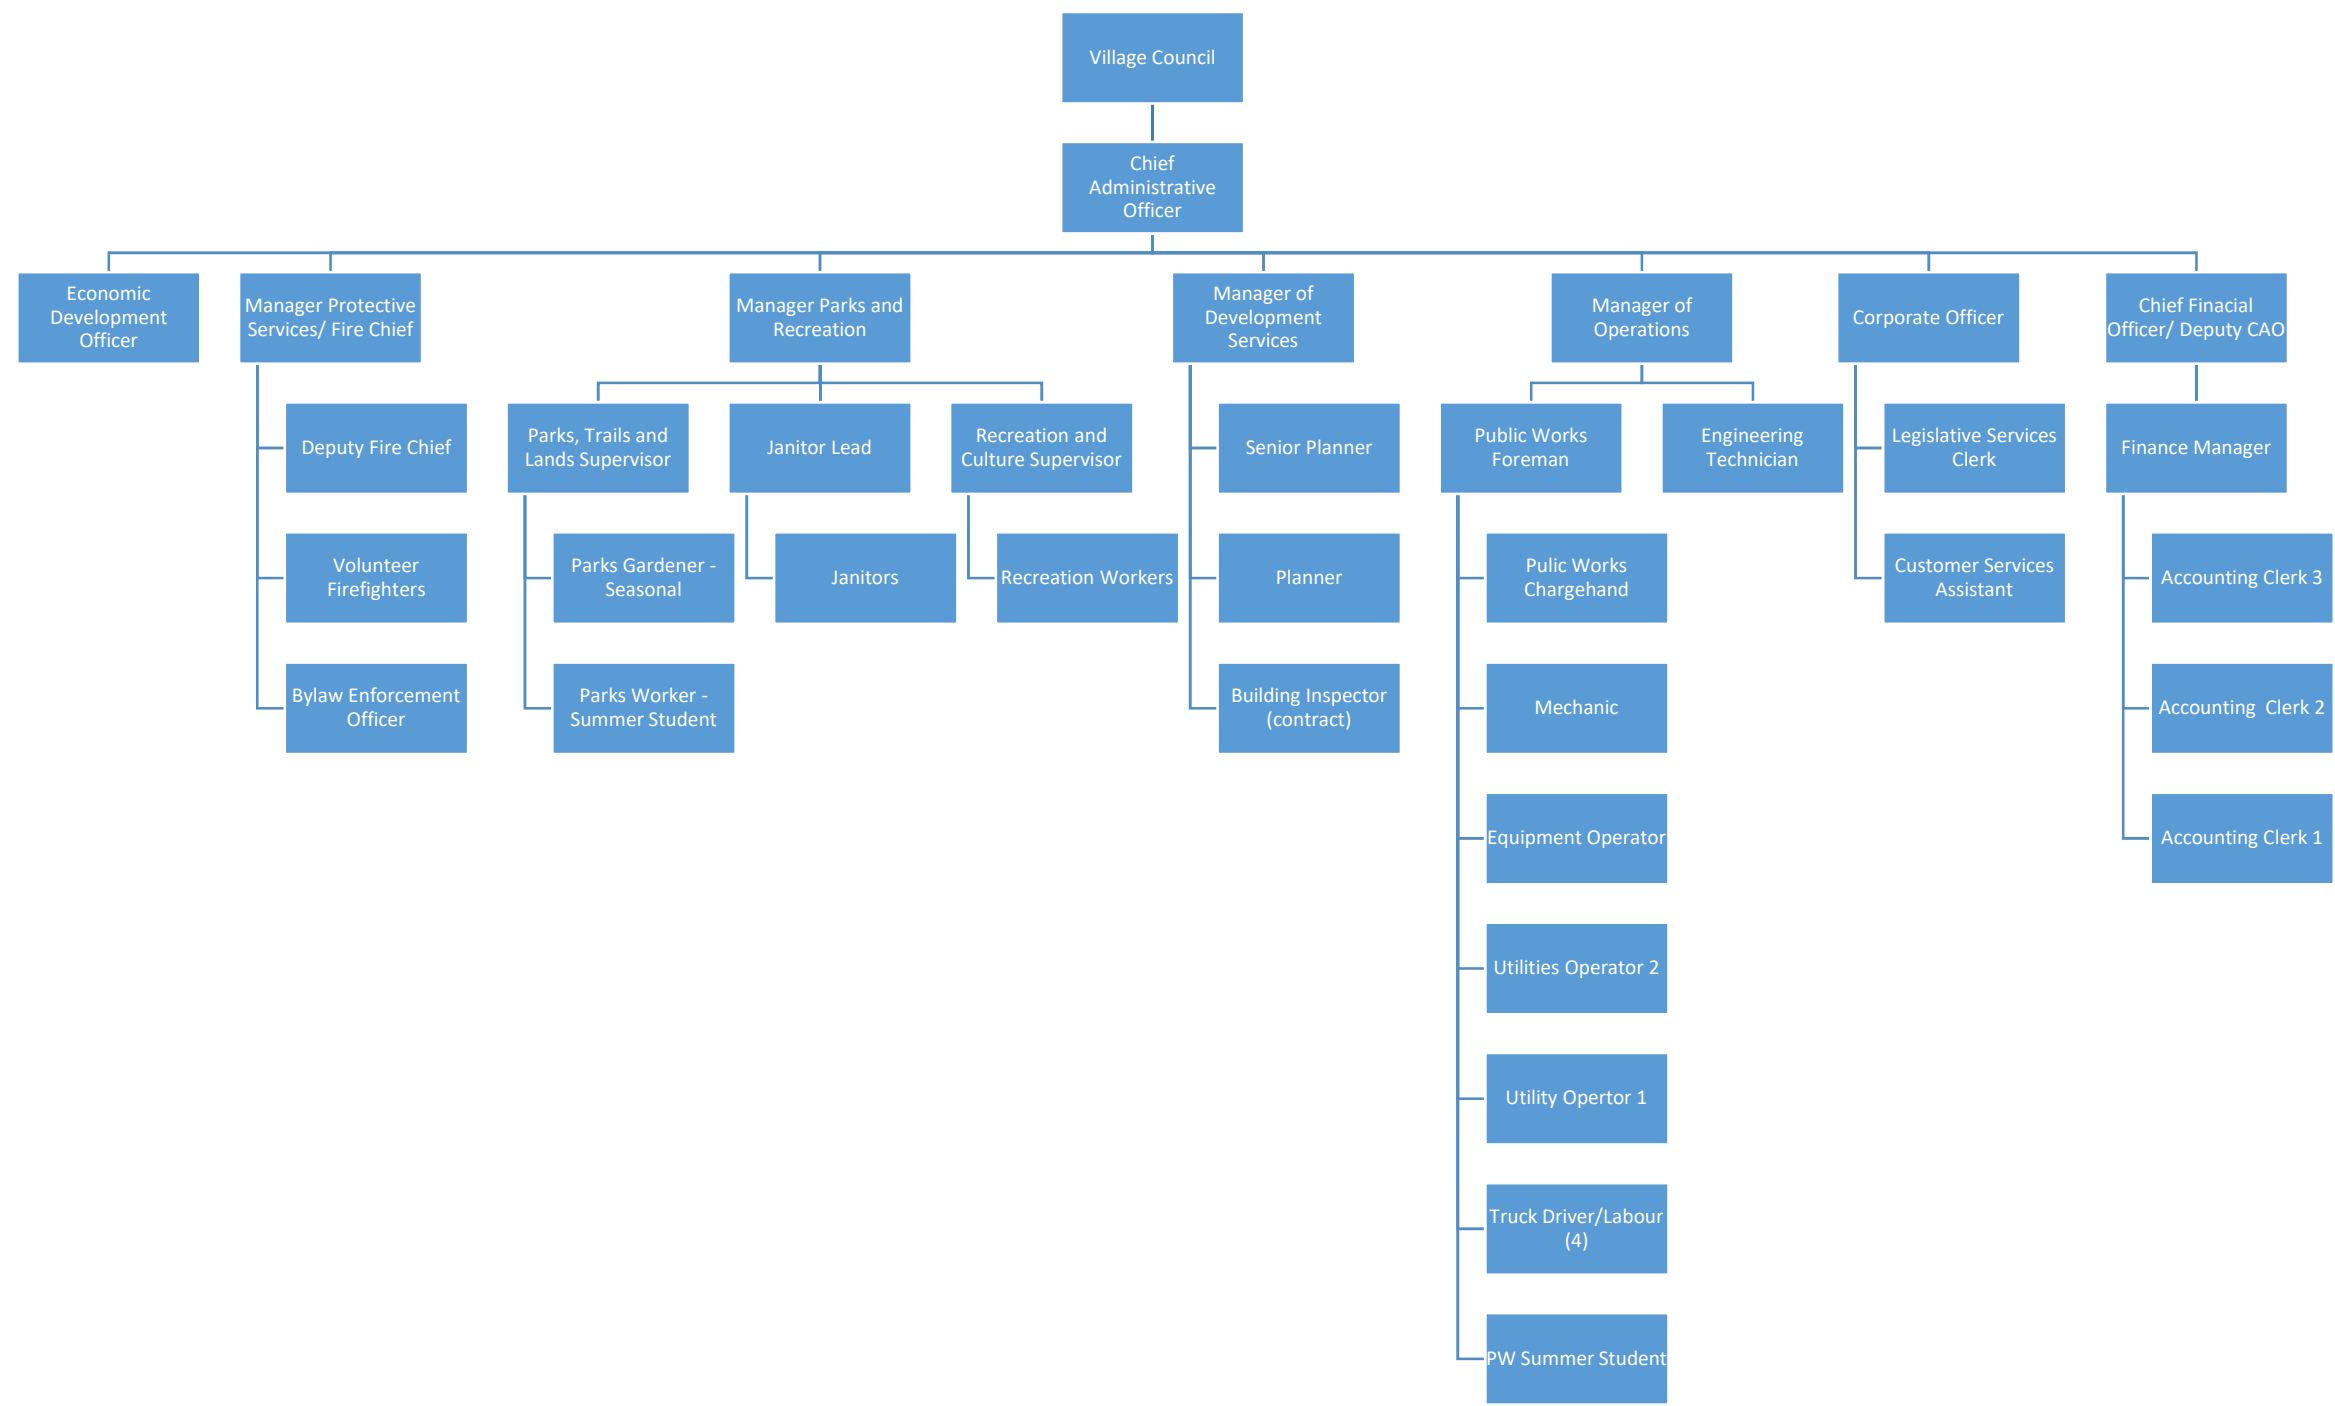 Village Council
Chief
Administrative
Officer
Economic
Development
Officer
Manager Protective
Services/ Fire Chief
Manager Parks and
Recreation
Manager of
Development
Services
Manager of
Operations
Corporate Officer
Chief Finacial
Officer/ Deputy CAO
Deputy Fire Chief
Parks, Trails and
Lands Supervisor
Janitor Lead
Recreation and
Culture Supervisor
Senior Planner
Public Works
Foreman
Engineering
Technician
Legislative Services
Clerk
Finance Manager
Volunteer
Firefighters
Parks Gardener -
Seasonal
Janitors
Recreation Workers
Planner
Pulic Works
Chargehand
Customer Services
Assistant
Accounting Clerk 3
Bylaw Enforcement
Officer
Parks Worker -
Summer Student
Building Inspector
(contract)
Mechanic
Accounting  Clerk 2
Equipment Operator
Accounting Clerk 1
Utilities Operator 2
Utility Opertor 1
Truck Driver/Labour
(4)
PW Summer Student